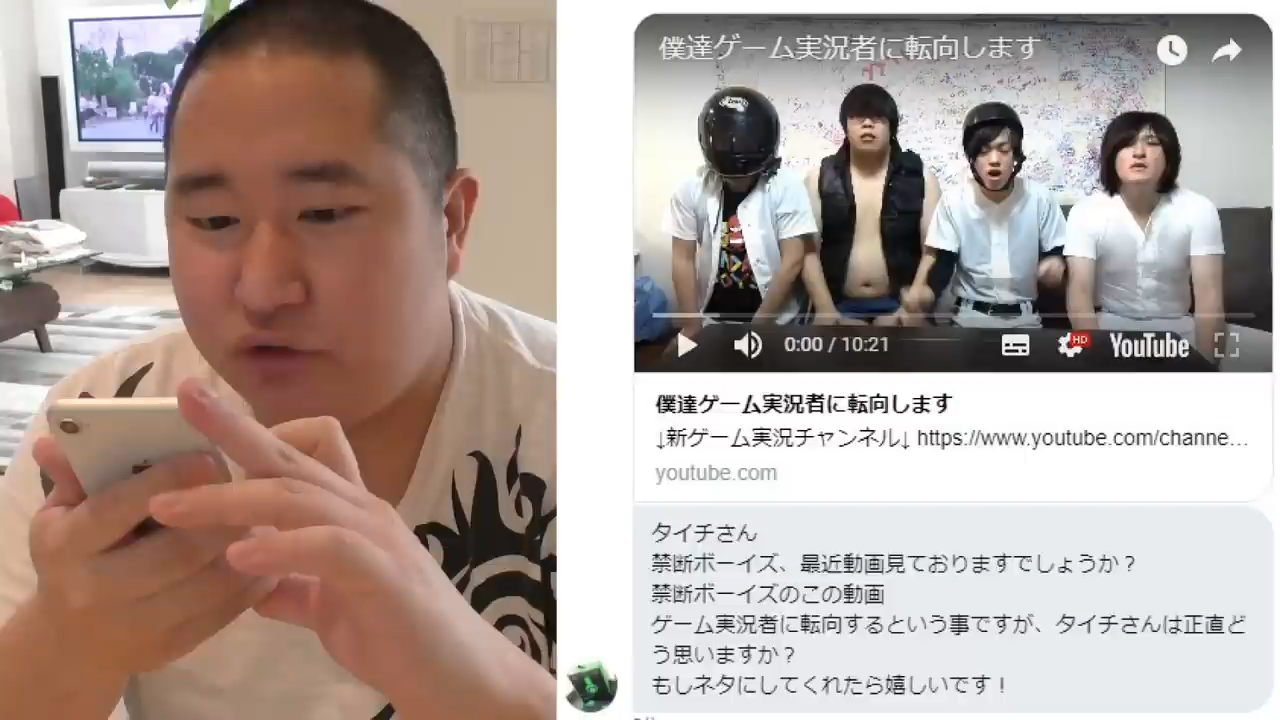 僕達ゲーム実況者に転向します
0:00 / 10:21
HD
YouTube
僕達ゲーム実況者に転向します
↓新ゲーム実況チャンネル↓ https://www.youtube.com/channe...
youtube.com
タイチさん
禁断ボーイズ、最近動画見ておりますでしょうか？
禁断ボーイズのこの動画
ゲーム実況者に転向するという事ですが、タイチさんは正直ど
う思いますか？
もしネタにしてくれたら嬉しいです！